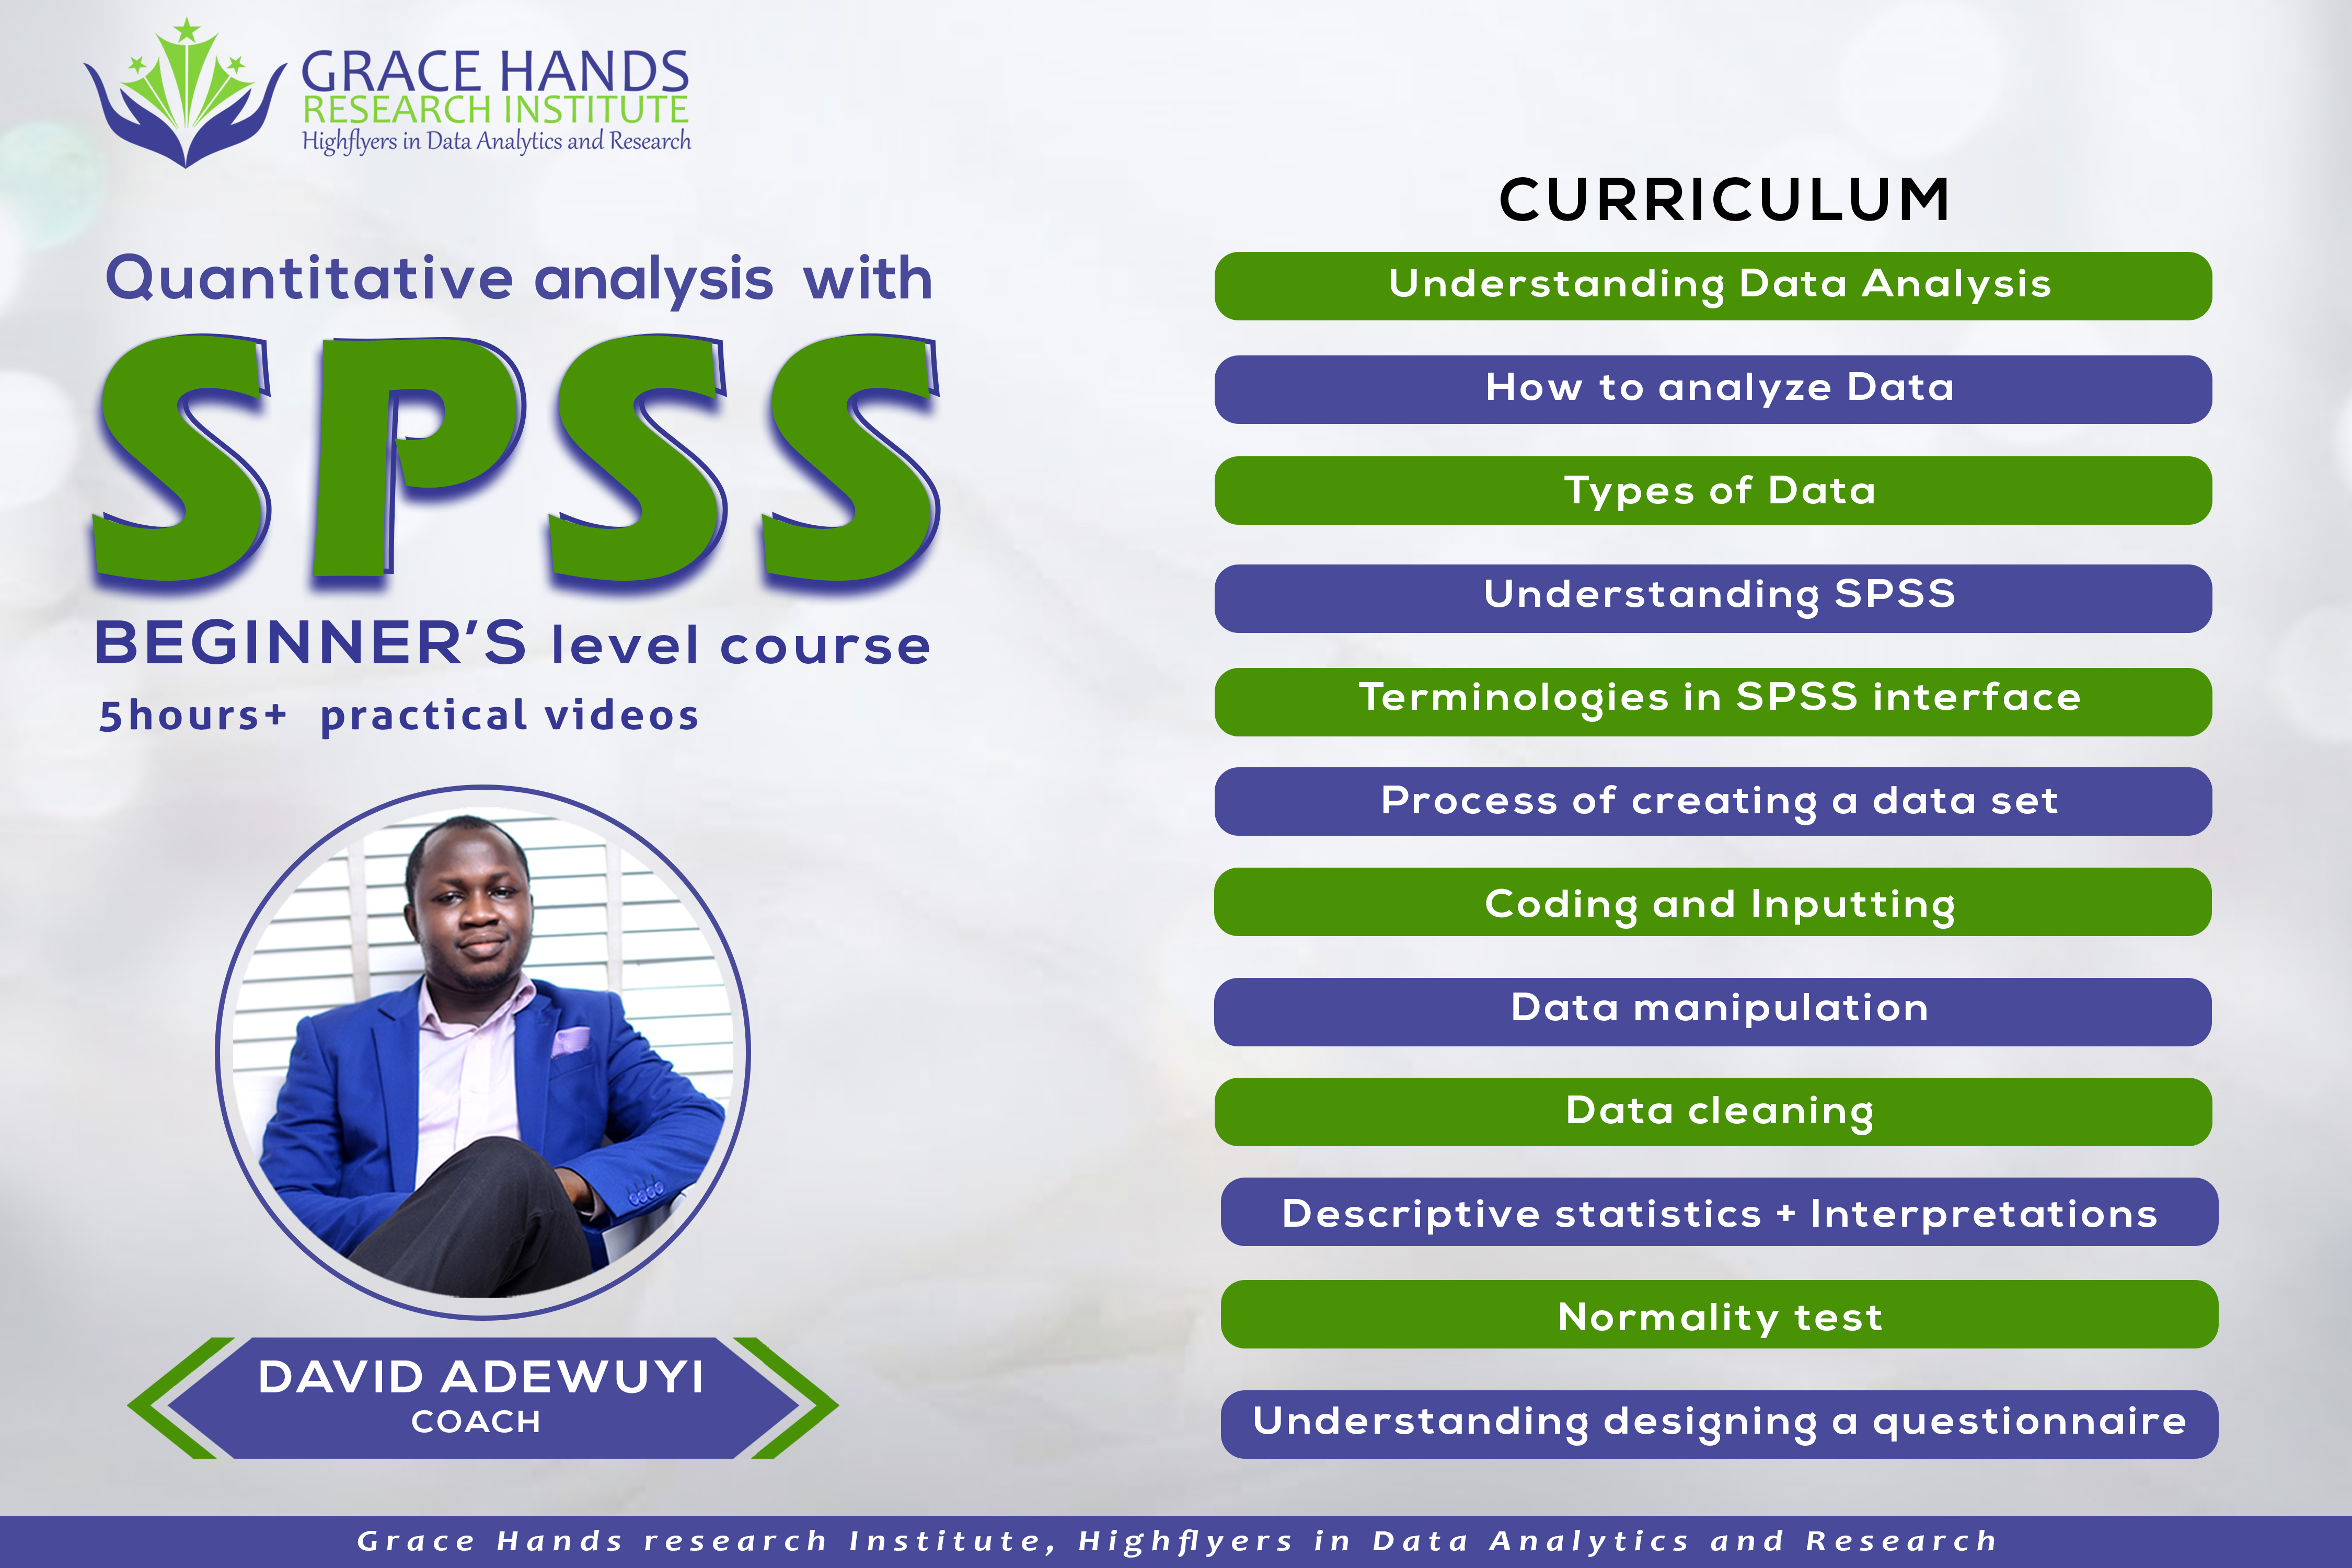 GRACE HANDS
RESEARCH INSTITUTE
Highflyers in Data Analytics and Research
Quantitative analysis with
SPSS
BEGINNER'S level course
5hours+ practical videos
DAVID ADEWUYI
COACH
CURRICULUM
Understanding Data Analysis
How to analyze Data
Types of Data
Understanding SPSS
Terminologies in SPSS interface
Process of creating a data set
Coding and Inputting
Data manipulation
Data cleaning
Descriptive statistics + Interpretations
Normality test
Understanding designing a questionnaire
Grace Hands research Institute, Highflyers in Data Analytics and Research